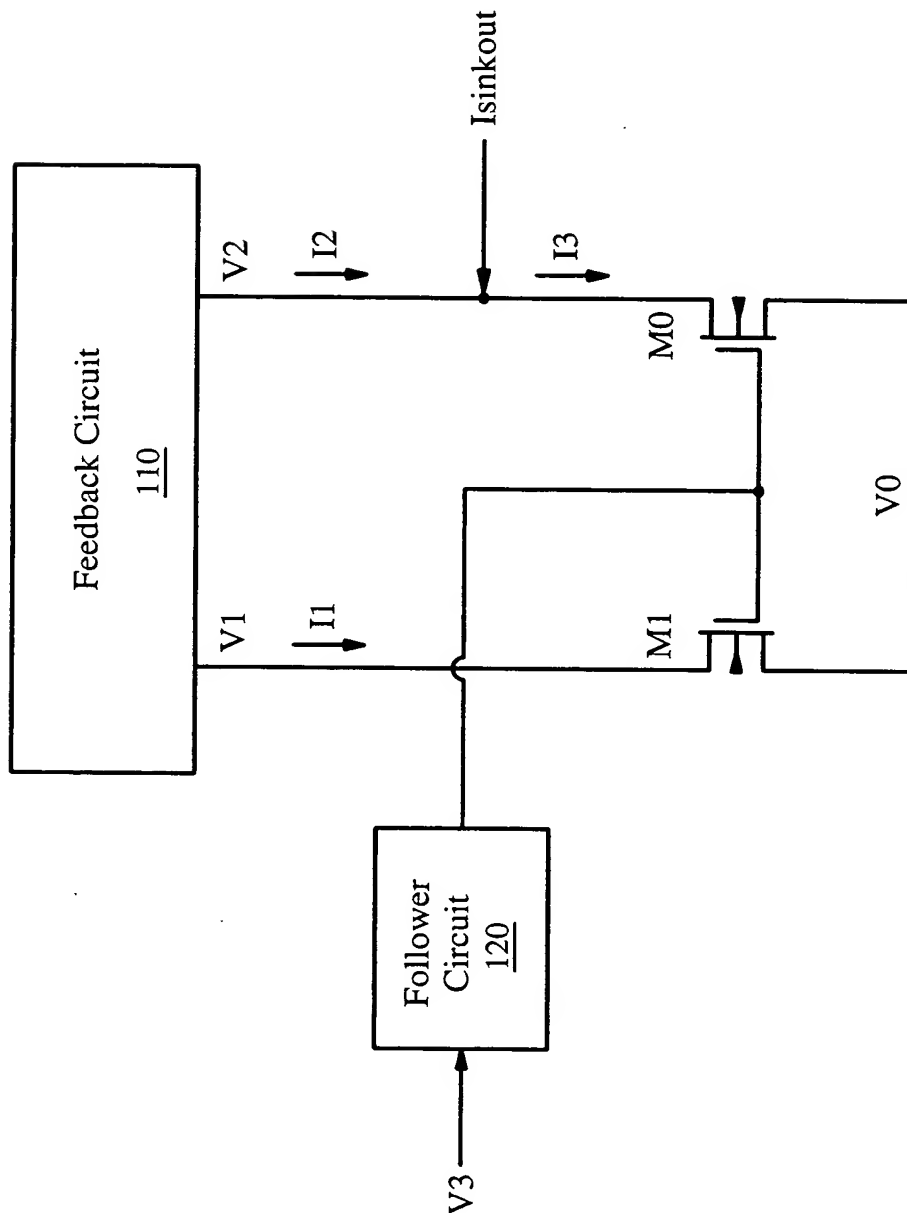 Feedback Circuit
110
V1
I1
V2
I2
Isinkout
I3
Follower
Circuit
120
V3
M1
M0
V0